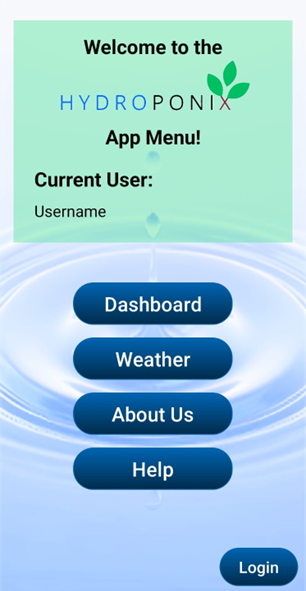 Welcome to the
HYDROPONIX
App Menu!
Current User:
Username
Dashboard
Weather
About Us
Help
Login